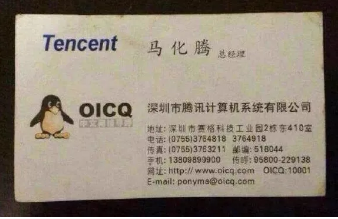 Tencent
马化腾 总经理
OICQ
深圳市腾讯计算机系统有限公司
地址: 深圳市赛格科技工业园2栋东410室
电话: (0755)3764818 3764918
传真: (0755)3763211 邮编: 518044
手机: 13809899900 传呼: 95800-229138
网址: http://www.oicq.com OICQ:10001
E-mail: ponyma@oicq.com